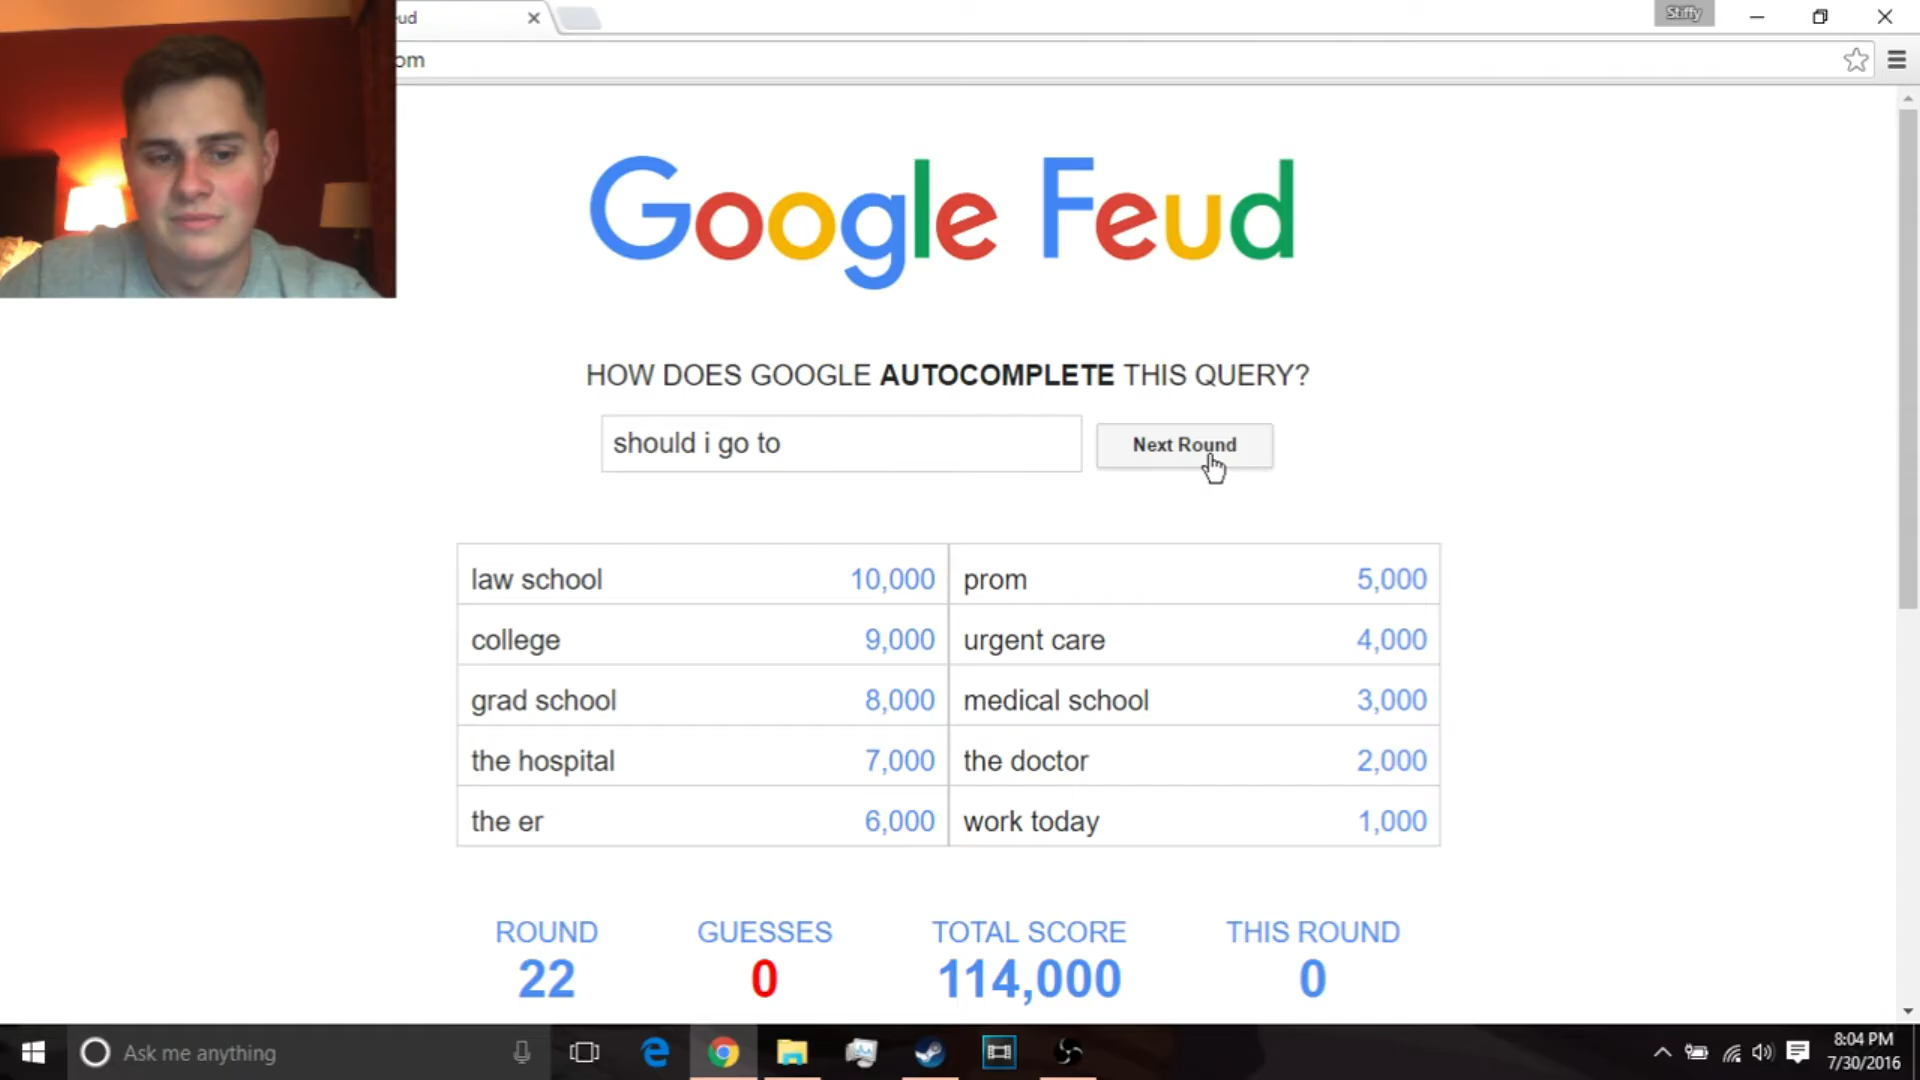 ud
Stiffy
om
Google Feud
HOW DOES GOOGLE AUTOCOMPLETE THIS QUERY?
should i go to
Next Round
law school 10,000 prom 5,000
college 9,000 urgent care 4,000
grad school 8,000 medical school 3,000
the hospital 7,000 the doctor 2,000
the er 6,000 work today 1,000
ROUND GUESSES TOTAL SCORE THIS ROUND
22 0 114,000 0
Ask me anything
8:04 PM
7/30/2016